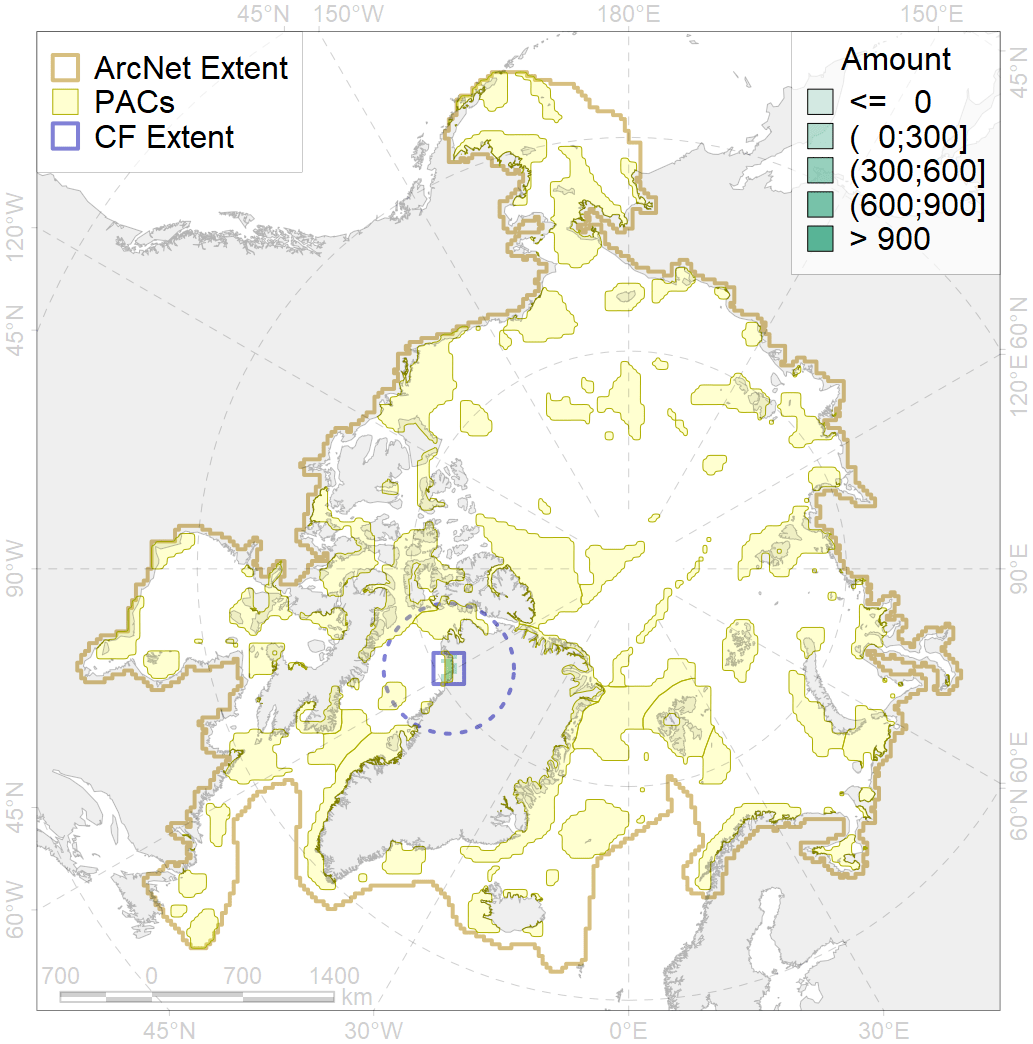 45°N 150°W 180°E 150°E
ArcNet Extent
PACs
CF Extent
Amount
<= 0
( 0;300]
(300;600]
(600;900]
> 900
45°N
120°W
45°N
60°N
120°E
90°W
90°E
60°E
45°N
60°N
60°W
700 0 700 1400
km
45°N 30°W 0°E 30°E